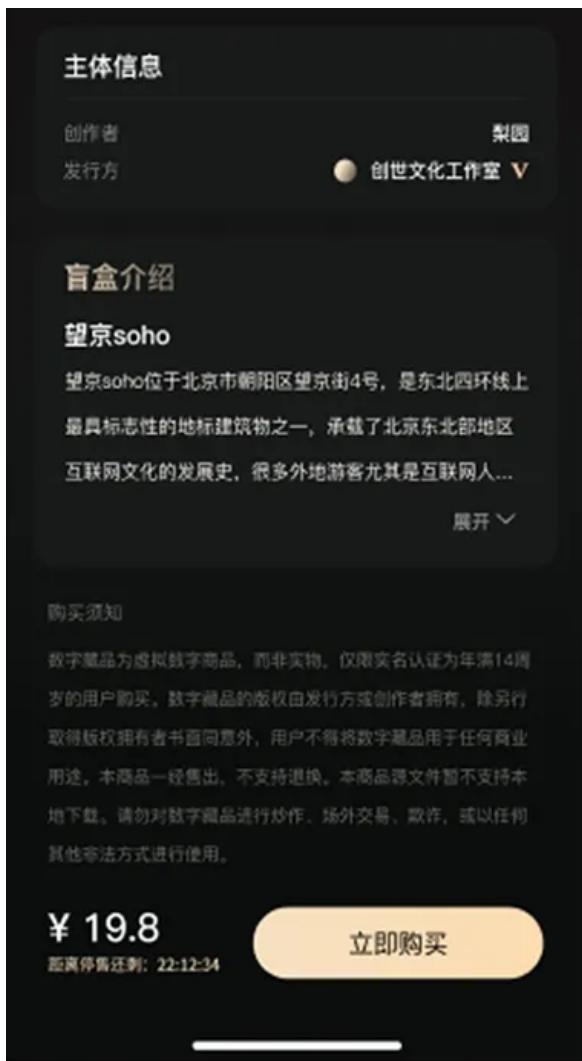 主体信息
创作者 梨园
发行方 创世文化工作室 V
盲盒介绍
望京soho
望京soho位于北京市朝阳区望京街4号，是东北四环线上
最具标志性的地标建筑物之一，承载了北京东北部地区
互联网文化的发展史，很多外地游客尤其是互联网人...
展开
购买须知
数字藏品为虚拟数字商品，而非实物，仅限实名认证为年满14周
岁的用户购买。数字藏品的版权由发行方或创作者拥有，除另行
取得版权拥有者书面同意外，用户不得将数字藏品用于任何商业
用途。本商品一经售出，不支持退换。本商品源文件暂不支持本
地下载。请勿对数字藏品进行炒作、场外交易、欺诈，或以任何
其他非法方式进行使用。
¥ 19.8
距离停售还剩：22:12:34
立即购买